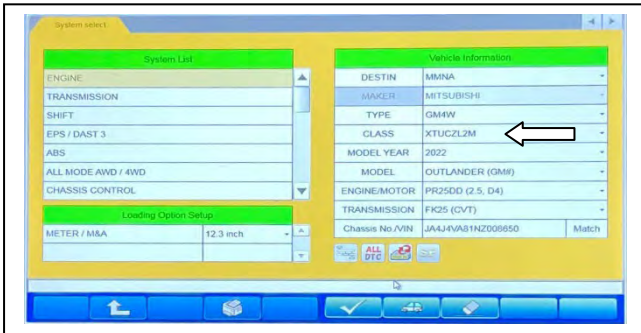 System select
System List
ENGINE
TRANSMISSION
SHIFT
EPS / DAST 3
ABS
ALL MODE AWD / 4WD
CHASSIS CONTROL
Loading Option Setup
METER / M&A 12.3 inch
Vehicle Information
DESTIN MMNA
MAKER MITSUBISHI
TYPE GM4W
CLASS XTUCZL2M
MODEL YEAR 2022
MODEL OUTLANDER (GM#)
ENGINE/MOTOR PR25DD (2.5, D4)
TRANSMISSION FK25 (CVT)
Chassis No./VIN JA4J4VA81NZ008650 Match
ALL
DTC